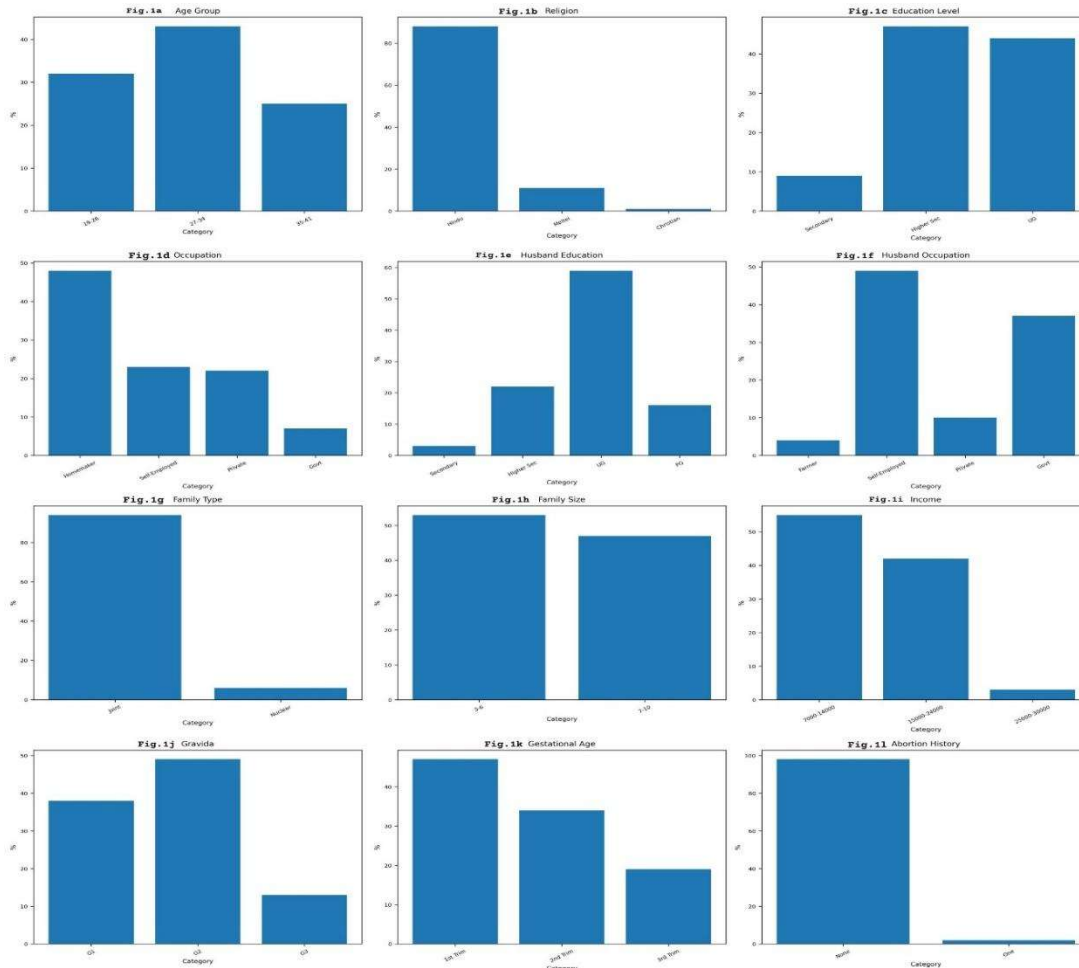 Fig.1a Age Group
%
40
30
20
10
0
27-34
35-41
Category
Fig.1b Religion
%
80
60
40
20
0
Hindu
Christian
Category
Fig.1c Education Level
%
40
30
20
10
0
Secondary
Higher Sec
UG
Category
Fig.1d Occupation
%
50
40
30
20
10
0
Homemaker
Self-Employed
Private
Govt
Category
Fig.1e Husband Education
%
60
50
40
30
20
10
0
Secondary
Higher Sec
UG
PG
Category
Fig.1f Husband Occupation
%
50
40
30
20
10
0
Farmer
Self-Employed
Private
Govt
Category
Fig.1g Family Type
%
80
60
40
20
0
Joint
Nuclear
Category
Fig.1h Family Size
%
50
40
30
20
10
0
3-6
7-10
Category
Fig.1i Income
%
50
40
30
20
10
0
7000-14000
15000-24000
25000-30000
Category
Fig.1j Gravida
%
50
40
30
20
10
0
G1
G2
G3
Category
Fig.1k Gestational Age
%
40
30
20
10
0
1st Trim
2nd Trim
3rd Trim
Category
Fig.1l Abortion History
%
100
80
60
40
20
0
None
One
Category